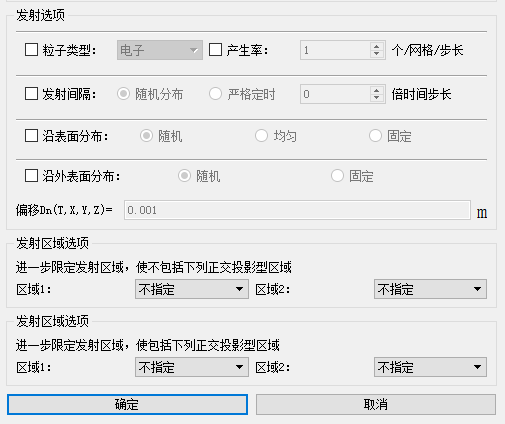 发射选项
粒子类型: 电子 产生率: 1 个/网格/步长
发射间隔: 随机分布 严格定时 0 倍时间步长
沿表面分布: 随机 均匀 固定
沿外表面分布: 随机 固定
偏移Dn(T,X,Y,Z)= 0.001 m
发射区域选项
进一步限定发射区域, 使不包括下列正交投影型区域
区域1: 不指定 区域2: 不指定
发射区域选项
进一步限定发射区域, 使包括下列正交投影型区域
区域1: 不指定 区域2: 不指定
确定 取消